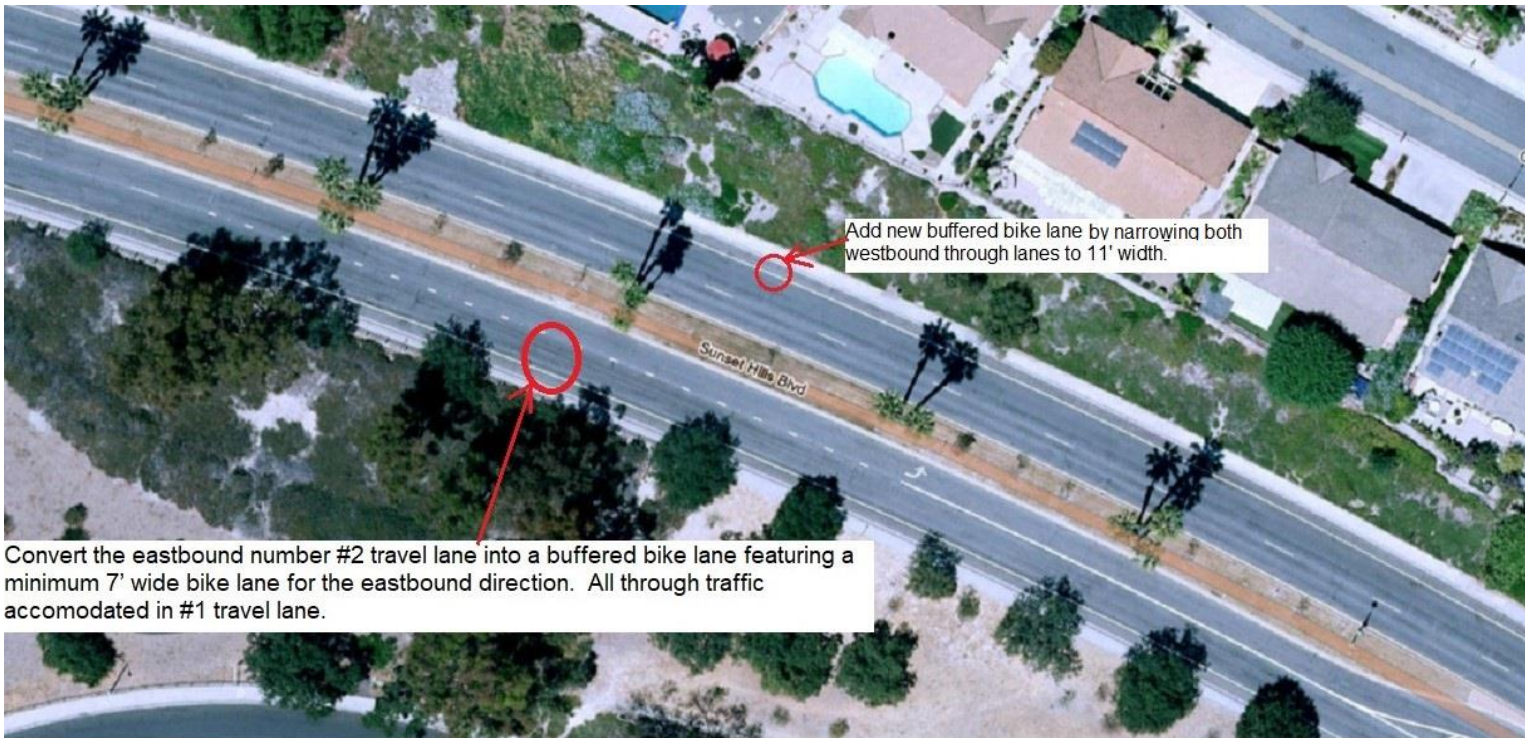 Add new buffered bike lane by narrowing both
westbound through lanes to 11' width.
Sunset Hills Blvd
Convert the eastbound number #2 travel lane into a buffered bike lane featuring a
minimum 7’ wide bike lane for the eastbound direction.  All through traffic
accomodated in #1 travel lane.